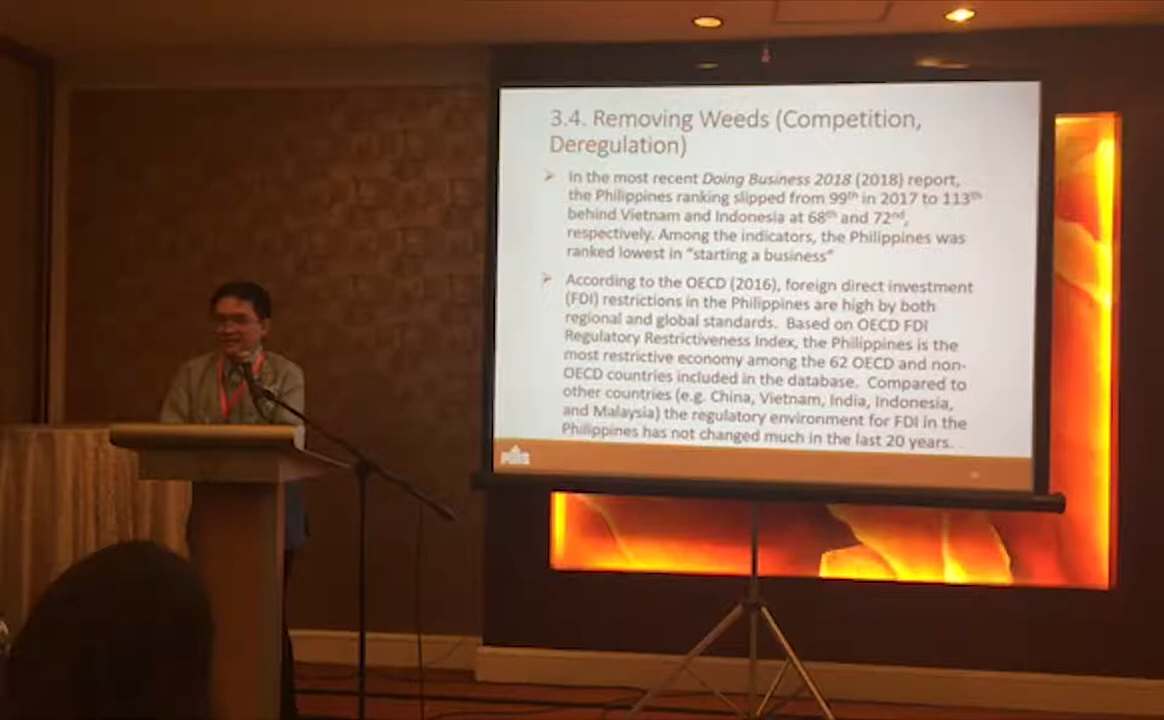 3.4. Removing Weeds (Competition,
Deregulation)
➢ In the most recent Doing Business 2018 (2018) report,
the Philippines ranking slipped from 99th in 2017 to 113th
behind Vietnam and Indonesia at 68th and 72nd,
respectively. Among the indicators, the Philippines was
ranked lowest in "starting a business"
➢ According to the OECD (2016), foreign direct investment
(FDI) restrictions in the Philippines are high by both
regional and global standards. Based on OECD FDI
Regulatory Restrictiveness Index, the Philippines is the
most restrictive economy among the 62 OECD and non-
OECD countries included in the database. Compared to
other countries (e.g. China, Vietnam, India, Indonesia,
and Malaysia) the regulatory environment for FDI in the
Philippines has not changed much in the last 20 years.